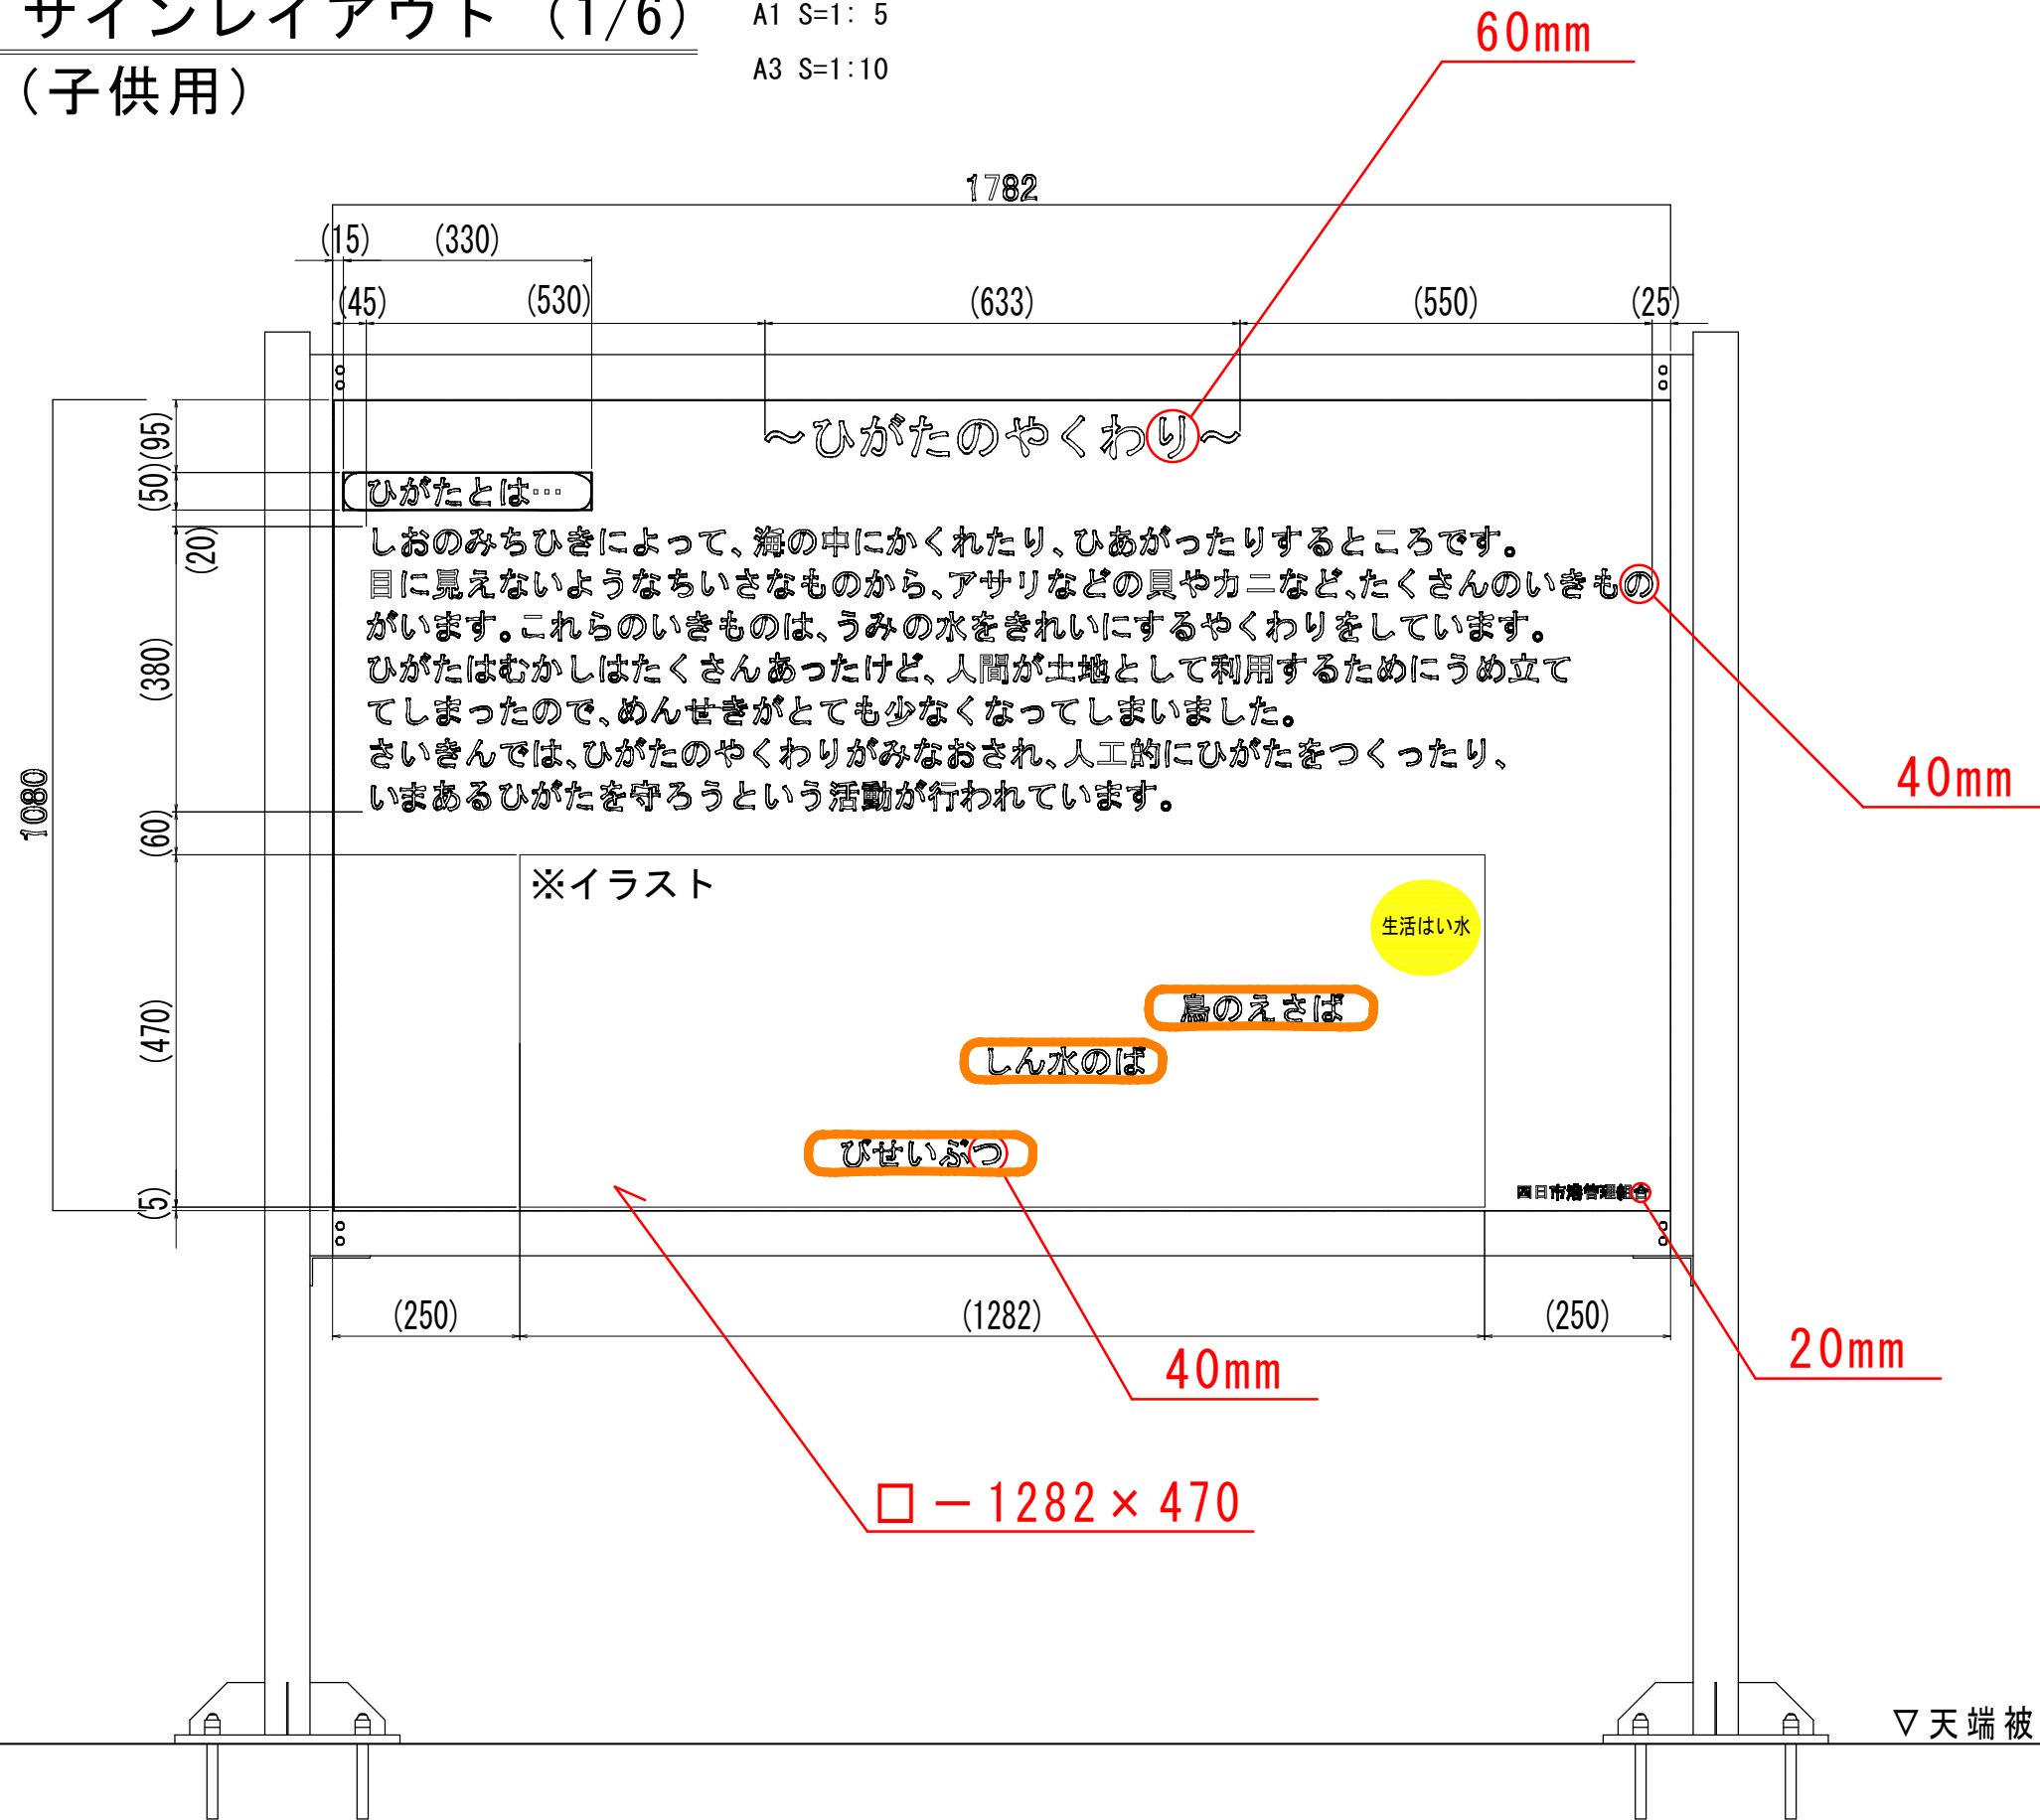 サインレイアウト (1/6)
(子供用)
A1 S=1: 5
A3 S=1:10
60mm
1782
(15)
(330)
(45)
(530)
(633)
(550)
(25)
(95)
(50)
(20)
(380)
1080
(60)
(470)
(5)
～ひがたのやくわり～
ひがたとは…
しおのみちひきによって、海の中にかくれたり、ひあがったりするところです。
目に見えないようなちいさなものから、アサリなどの貝やカニなど、たくさんのいきもの
がいます。これらのいきものは、うみの水をきれいにするやくわりをしています。
ひがたはむかしはたくさんあったけど、人間が土地として利用するためにうめ立て
てしまったので、めんせきがとても少なくなってしまいました。
さいきんでは、ひがたのやくわりがみなおされ、人工的にひがたをつくったり、
いまあるひがたを守ろうという活動が行われています。
40mm
※イラスト
生活はい水
鳥のえさば
しん水のば
びせいぶつ
四日市港管理組合
(250)
(1282)
(250)
40mm
20mm
□－1282×470
▽天端被